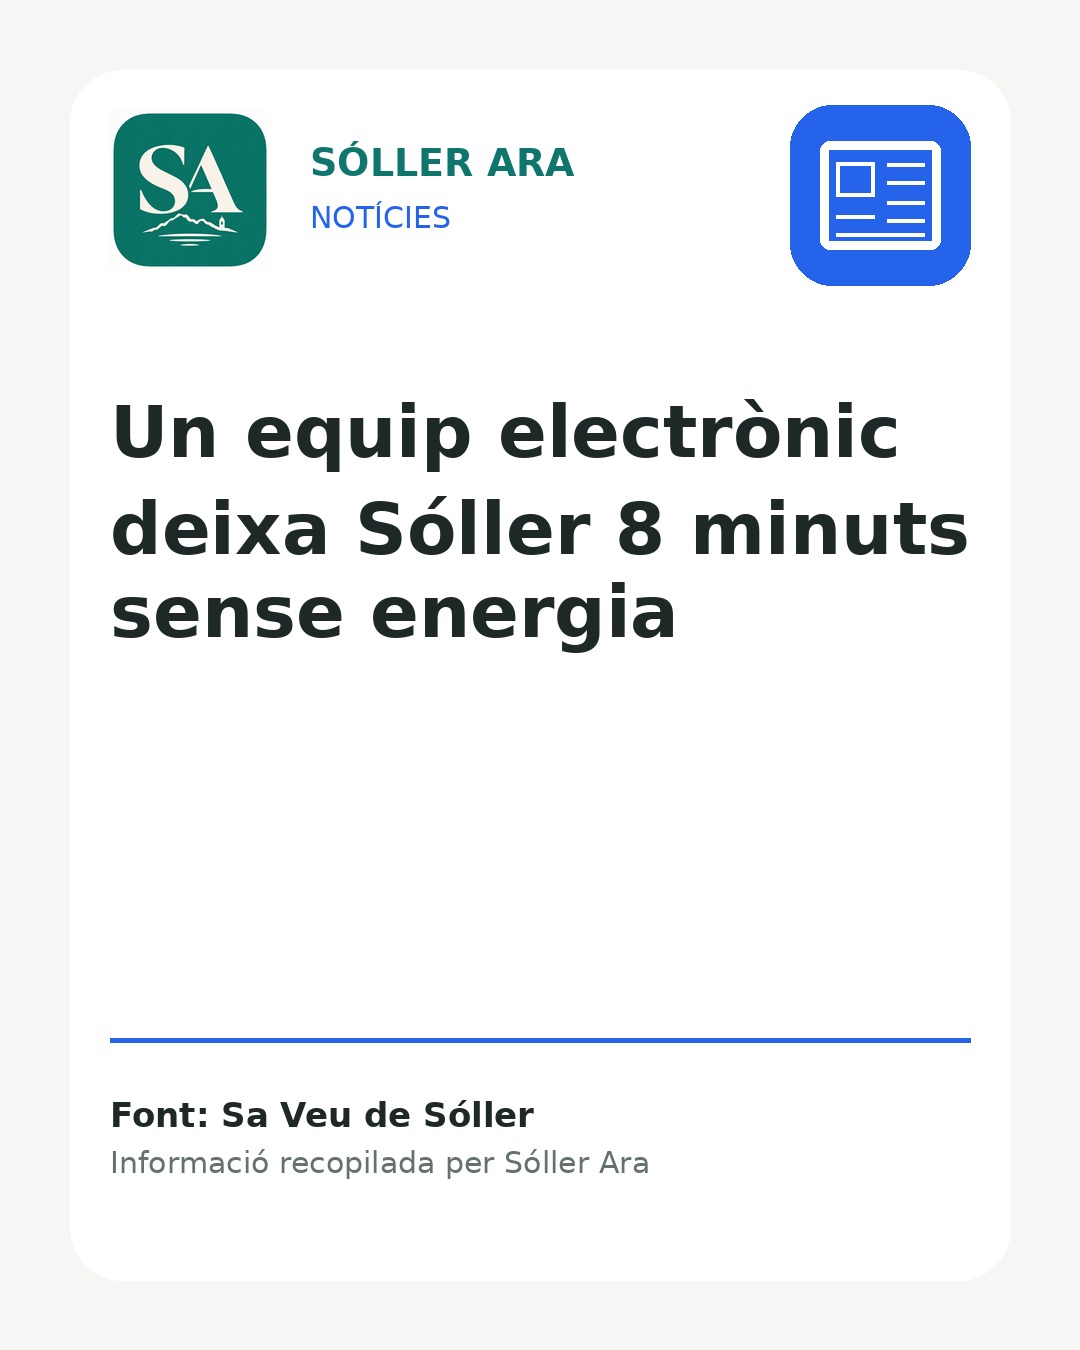 SA
SÓLLER ARA
NOTÍCIES
Un equip electrònic
deixa Sóller 8 minuts
sense energia
Font: Sa Veu de Sóller
Informació recopilada per Sóller Ara